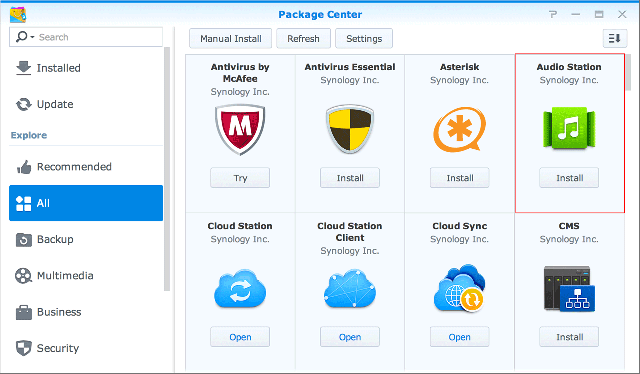 Package Center
Search
Manual Install
Refresh
Settings
Installed
Update
Explore
Recommended
All
Backup
Multimedia
Business
Security
Antivirus by
McAfee
Synology Inc.
Try
Antivirus Essential
Synology Inc.
Install
Asterisk
Synology Inc.
Install
Audio Station
Synology Inc.
Install
Cloud Station
Synology Inc.
Open
Cloud Station
Client
Synology Inc.
Open
Cloud Sync
Synology Inc.
Open
CMS
Synology Inc.
Install